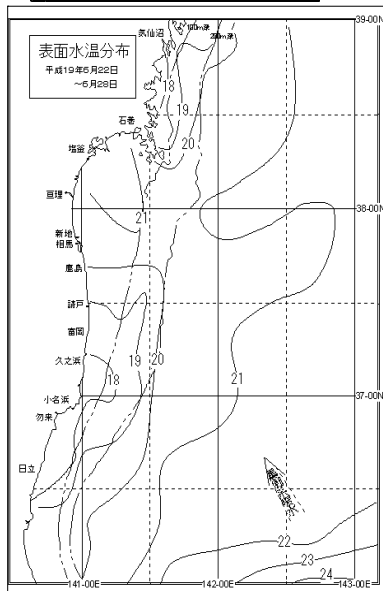 39-00N
気仙沼
100m深
200m深
表面水温分布
平成19年6月22日
～6月28日
18
19
20
石巻
塩釜
亘理
38-00N
21
新地
相馬
鹿島
請戸
富岡
19
20
久之浜
18
21
小名浜
37-00N
勿来
日立
22
23
24
141-00E
142-00E
143-00E